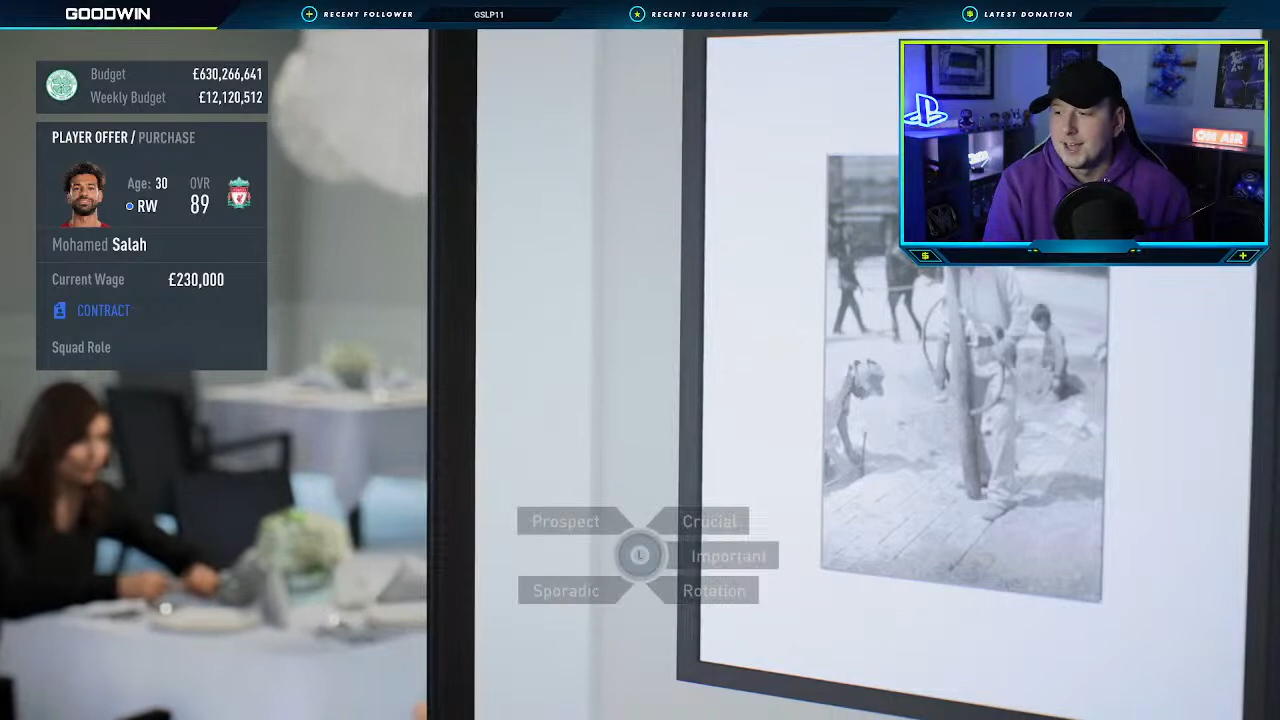 GOODWIN
RECENT FOLLOWER
GSLP11
RECENT SUBSCRIBER
LATEST DONATION
Budget £630,266,641
Weekly Budget £12,120,512
PLAYER OFFER / PURCHASE
Age: 30
RW
OVR
89
Mohamed Salah
Current Wage £230,000
CONTRACT
Squad Role
ON AIR
Prospect
Crucial
L
Important
Sporadic
Rotation